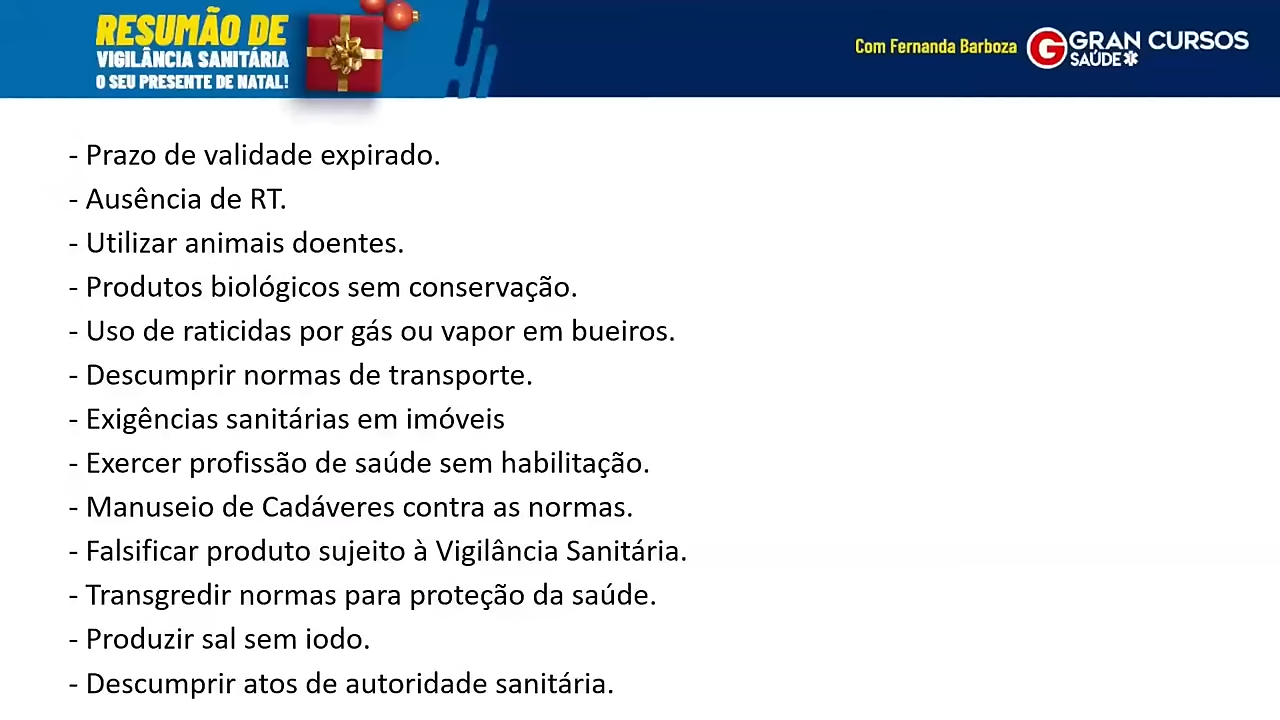 RESUMÃO DE
VIGILÂNCIA SANITÁRIA
O SEU PRESENTE DE NATAL!
Com Fernanda Barboza
GRAN CURSOS
SAÚDE
- Prazo de validade expirado.
- Ausência de RT.
- Utilizar animais doentes.
- Produtos biológicos sem conservação.
- Uso de raticidas por gás ou vapor em bueiros.
- Descumprir normas de transporte.
- Exigências sanitárias em imóveis
- Exercer profissão de saúde sem habilitação.
- Manuseio de Cadáveres contra as normas.
- Falsificar produto sujeito à Vigilância Sanitária.
- Transgredir normas para proteção da saúde.
- Produzir sal sem iodo.
- Descumprir atos de autoridade sanitária.